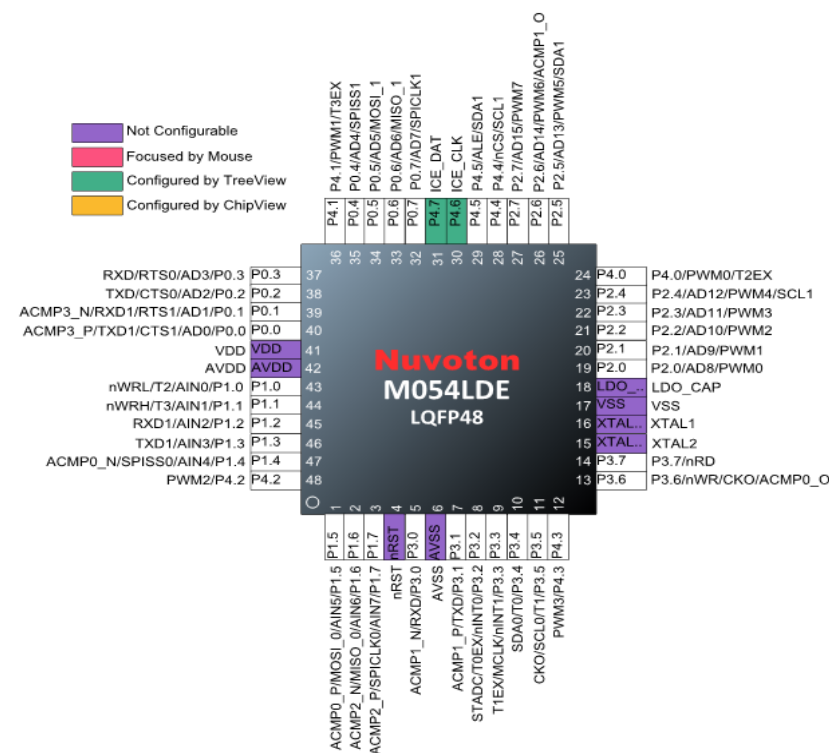 Not Configurable
Focused by Mouse
Configured by TreeView
Configured by ChipView
P4.1/PWM1/T3EX
P0.4/AD4/SPISS1
P0.5/AD5/MOSI_1
P0.6/AD6/MISO_1
P0.7/AD7/SPICLK1
ICE_DAT
ICE_CLK
P4.5/ALE/SDA1
P4.4/nCS/SCL1
P2.7/AD15/PWM7
P2.6/AD14/PWM6/ACMP1_O
P2.5/AD13/PWM5/SDA1
P4.1
P0.4
P0.5
P0.6
P0.7
P4.7
P4.6
P4.5
P4.4
P2.7
P2.6
P2.5
36
35
34
33
32
31
30
29
28
27
26
25
RXD/RTS0/AD3/P0.3 P0.3 37
TXD/CTS0/AD2/P0.2 P0.2 38
ACMP3_N/RXD1/RTS1/AD1/P0.1 P0.1 39
ACMP3_P/TXD1/CTS1/AD0/P0.0 P0.0 40
VDD VDD 41
AVDD AVDD 42
nWRL/T2/AIN0/P1.0 P1.0 43
nWRH/T3/AIN1/P1.1 P1.1 44
RXD1/AIN2/P1.2 P1.2 45
TXD1/AIN3/P1.3 P1.3 46
ACMP0_N/SPISS0/AIN4/P1.4 P1.4 47
PWM2/P4.2 P4.2 48
Nuvoton
M054LDE
LQFP48
24 P4.0 P4.0/PWM0/T2EX
23 P2.4 P2.4/AD12/PWM4/SCL1
22 P2.3 P2.3/AD11/PWM3
21 P2.2 P2.2/AD10/PWM2
20 P2.1 P2.1/AD9/PWM1
19 P2.0 P2.0/AD8/PWM0
18 LDO_.. LDO_CAP
17 VSS VSS
16 XTAL.. XTAL1
15 XTAL.. XTAL2
14 P3.7 P3.7/nRD
13 P3.6 P3.6/nWR/CKO/ACMP0_O
1
2
3
4
5
6
7
8
9
10
11
12
P1.5
P1.6
P1.7
nRST
P3.0
AVSS
P3.1
P3.2
P3.3
P3.4
P3.5
P4.3
ACMP0_P/MOSI_0/AIN5/P1.5
ACMP2_N/MISO_0/AIN6/P1.6
ACMP2_P/SPICLK0/AIN7/P1.7
nRST
ACMP1_N/RXD/P3.0
AVSS
ACMP1_P/TXD/P3.1
STADC/T0EX/nINT0/P3.2
T1EX/MCLK/nINT1/P3.3
SDA0/T0/P3.4
CKO/SCL0/T1/P3.5
PWM3/P4.3